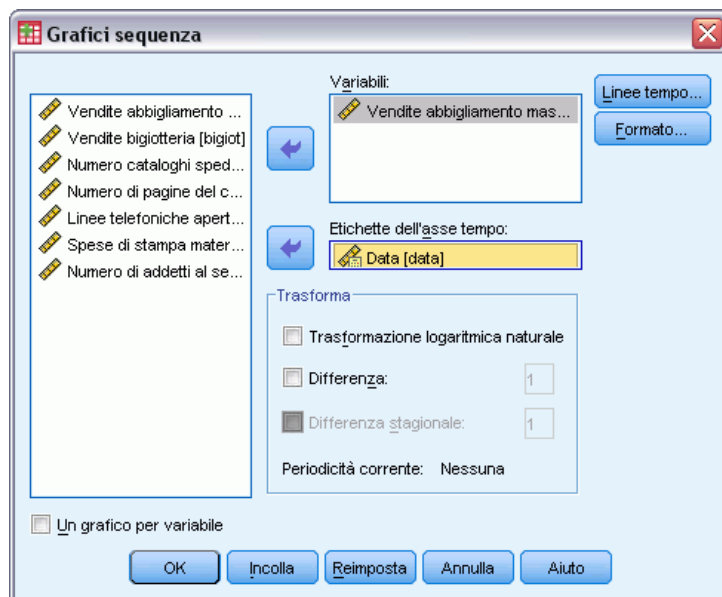 Grafici sequenza
Vendite abbigliamento ...
Vendite bigiotteria [bigiot]
Numero cataloghi sped...
Numero di pagine del c...
Linee telefoniche apert...
Spese di stampa mater...
Numero di addetti al se...
Variabili:
Vendite abbigliamento mas...
Linee tempo...
Formato...
Etichette dell'asse tempo:
Data [data]
Trasforma
Trasformazione logaritmica naturale
Differenza: 1
Differenza stagionale: 1
Periodicità corrente: Nessuna
Un grafico per variabile
OK Incolla Reimposta Annulla Aiuto